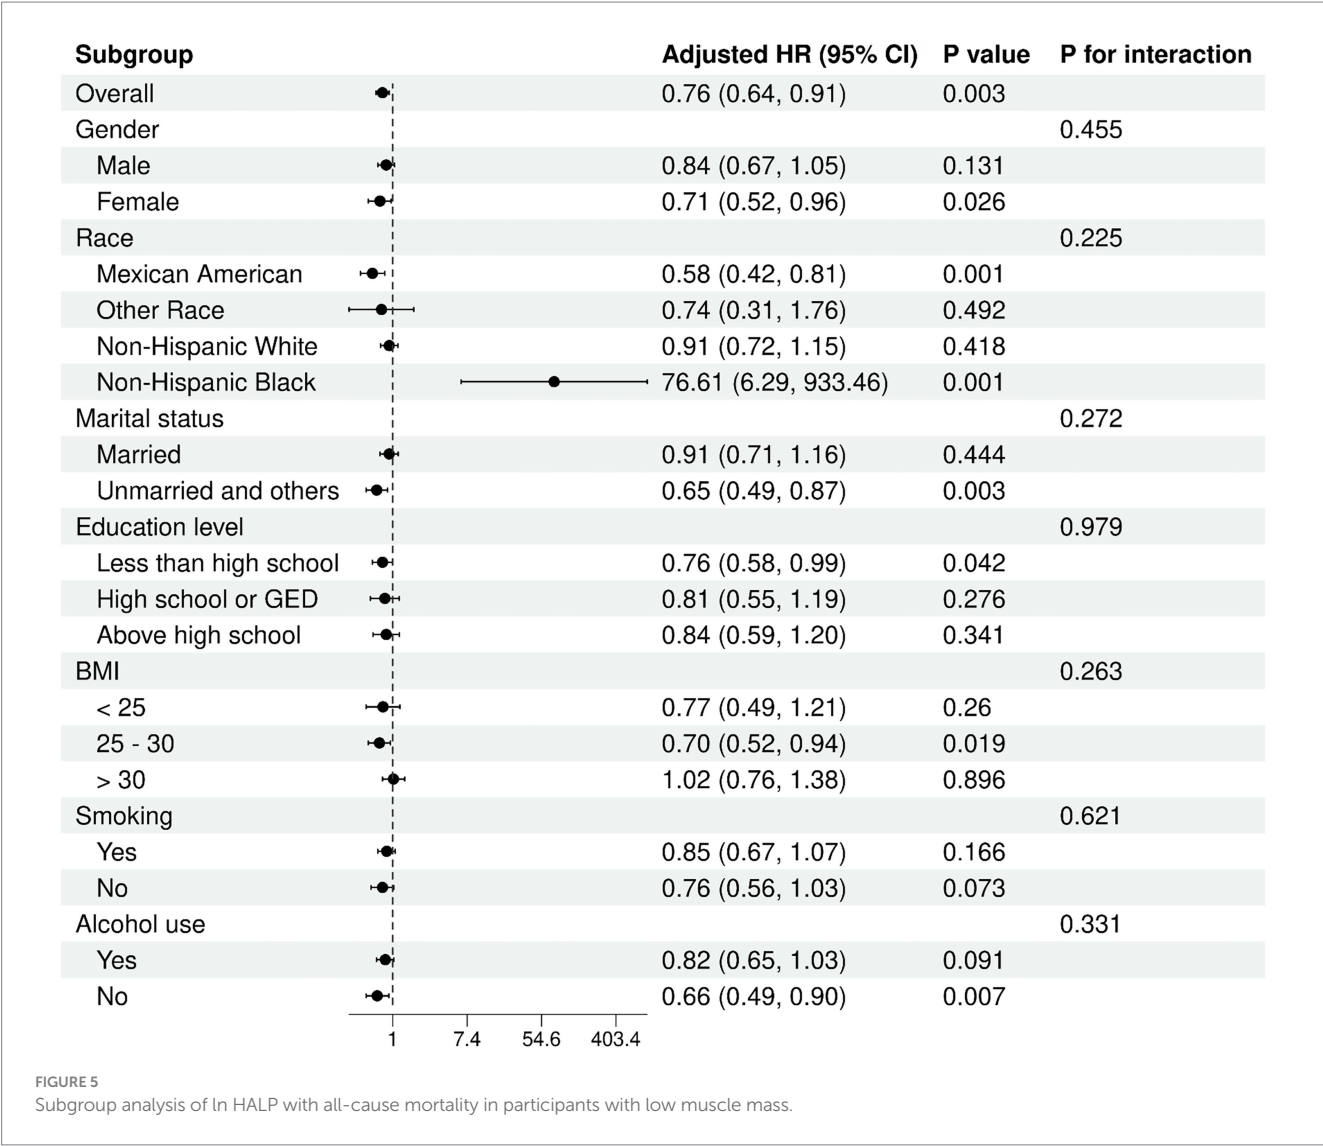 Subgroup Adjusted HR (95% CI) P value P for interaction
Overall 0.76 (0.64, 0.91) 0.003
Gender 0.455
Male 0.84 (0.67, 1.05) 0.131
Female 0.71 (0.52, 0.96) 0.026
Race 0.225
Mexican American 0.58 (0.42, 0.81) 0.001
Other Race 0.74 (0.31, 1.76) 0.492
Non-Hispanic White 0.91 (0.72, 1.15) 0.418
Non-Hispanic Black 76.61 (6.29, 933.46) 0.001
Marital status 0.272
Married 0.91 (0.71, 1.16) 0.444
Unmarried and others 0.65 (0.49, 0.87) 0.003
Education level 0.979
Less than high school 0.76 (0.58, 0.99) 0.042
High school or GED 0.81 (0.55, 1.19) 0.276
Above high school 0.84 (0.59, 1.20) 0.341
BMI 0.263
< 25 0.77 (0.49, 1.21) 0.26
25 - 30 0.70 (0.52, 0.94) 0.019
> 30 1.02 (0.76, 1.38) 0.896
Smoking 0.621
Yes 0.85 (0.67, 1.07) 0.166
No 0.76 (0.56, 1.03) 0.073
Alcohol use 0.331
Yes 0.82 (0.65, 1.03) 0.091
No 0.66 (0.49, 0.90) 0.007
1 7.4 54.6 403.4
FIGURE 5
Subgroup analysis of ln HALP with all-cause mortality in participants with low muscle mass.